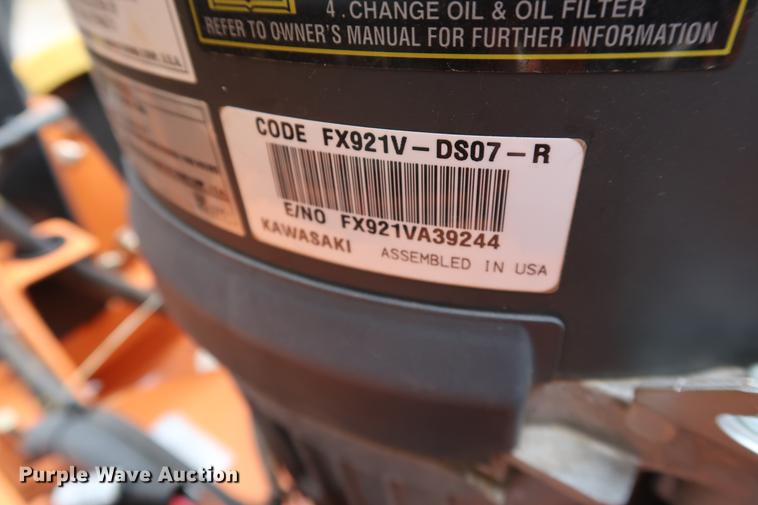 4. CHANGE OIL & OIL FILTER
REFER TO OWNER'S MANUAL FOR FURTHER INFORMATION
CODE FX921V-DS07-R
E/NO FX921VA39244
KAWASAKI ASSEMBLED IN USA
Purple Wave Auction